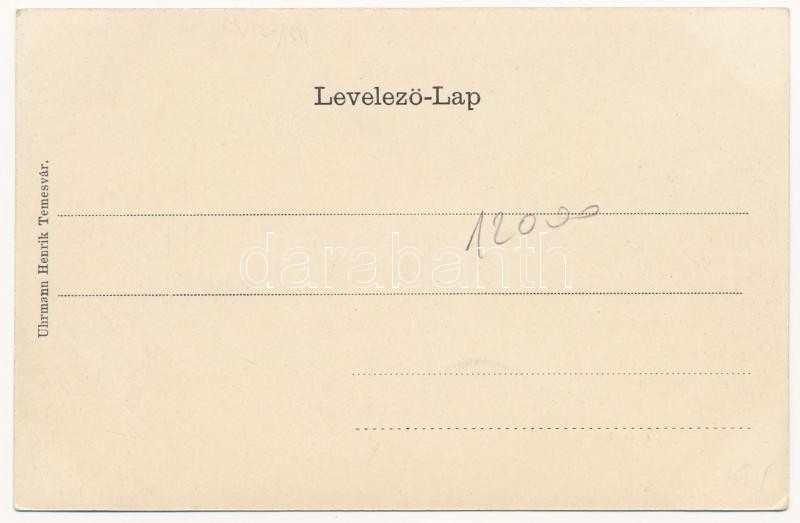 Levelezö-Lap
Uhrmann Henrik Temesvár.
12000
darabanth